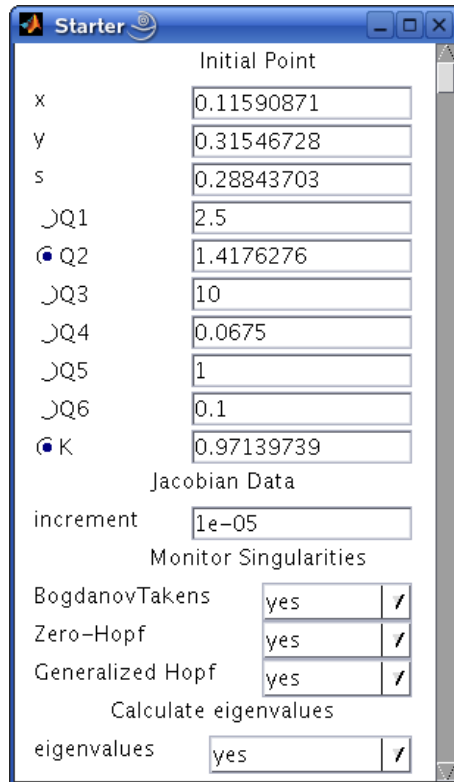 Starter
Initial Point
x 0.11590871
y 0.31546728
s 0.28843703
Q1 2.5
Q2 1.4176276
Q3 10
Q4 0.0675
Q5 1
Q6 0.1
K 0.97139739
Jacobian Data
increment 1e-05
Monitor Singularities
BogdanovTakens yes
Zero-Hopf yes
Generalized Hopf yes
Calculate eigenvalues
eigenvalues yes